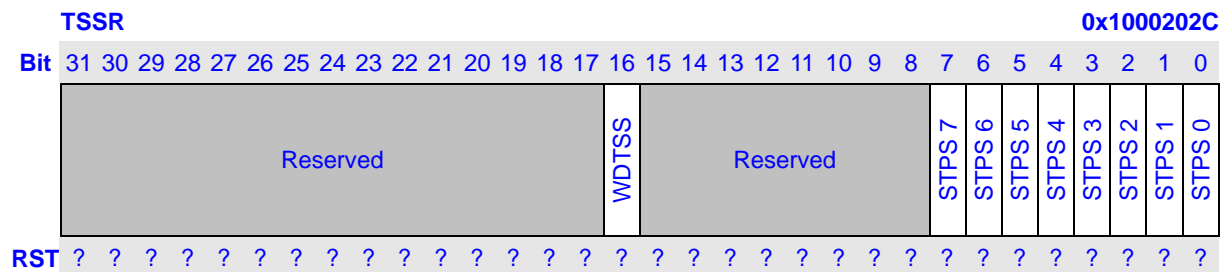 TSSR 0x1000202C
Bit 31 30 29 28 27 26 25 24 23 22 21 20 19 18 17 16 15 14 13 12 11 10 9 8 7 6 5 4 3 2 1 0
Reserved WDTSS Reserved STPS 7 STPS 6 STPS 5 STPS 4 STPS 3 STPS 2 STPS 1 STPS 0
RST ? ? ? ? ? ? ? ? ? ? ? ? ? ? ? ? ? ? ? ? ? ? ? ? ? ? ? ? ? ? ? ?